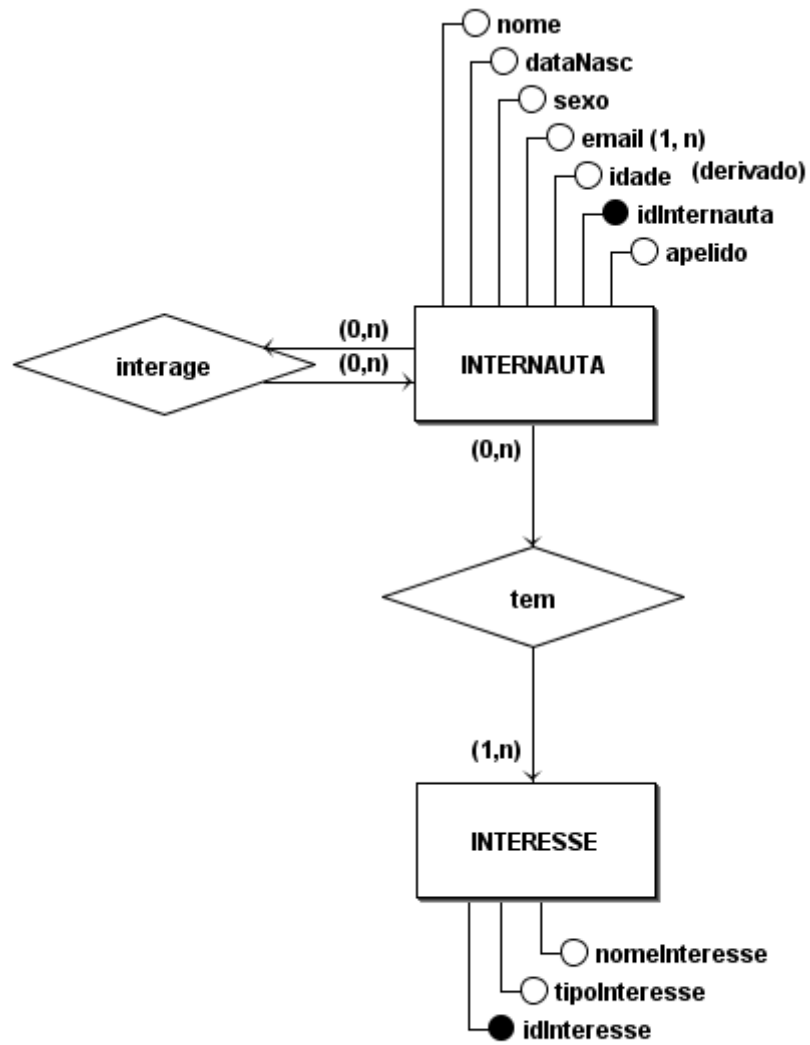 nome
dataNasc
sexo
email (1, n)
idade (derivado)
idInternauta
apelido
(0,n)
(0,n)
interage
INTERNAUTA
(0,n)
tem
(1,n)
INTERESSE
nomeInteresse
tipoInteresse
idInteresse